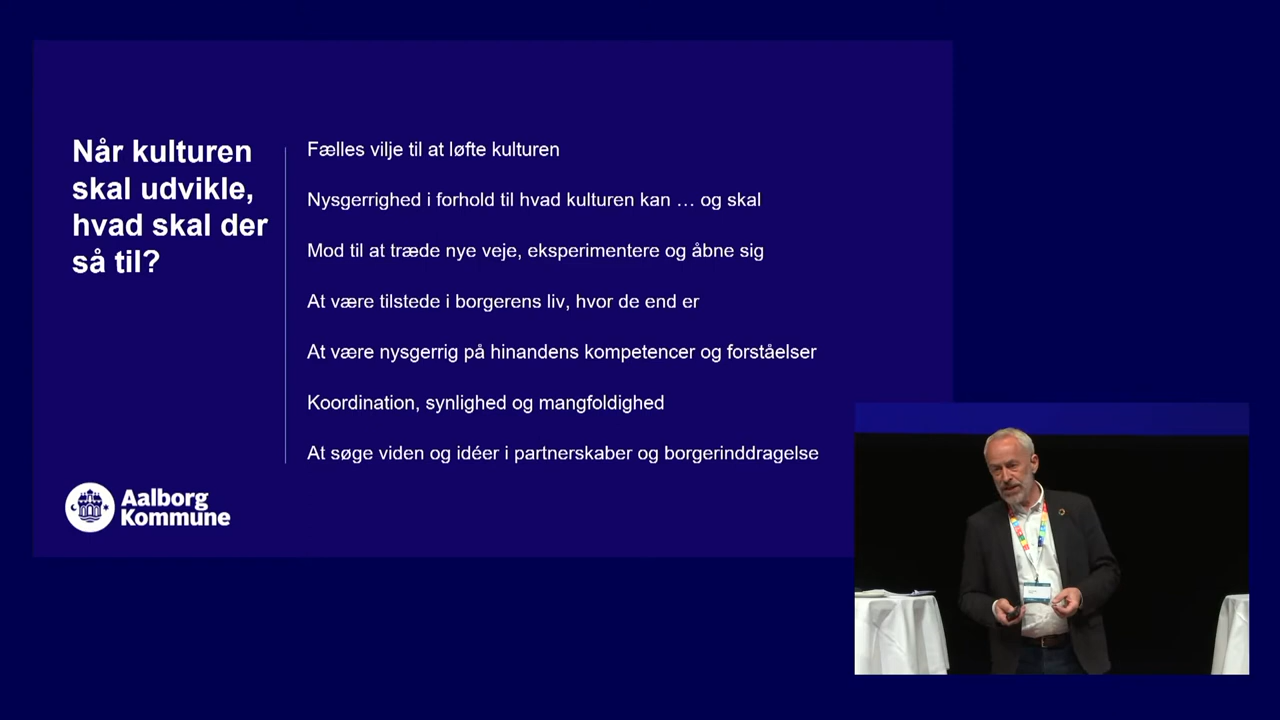 Når kulturen
skal udvikle,
hvad skal der
så til?
Fælles vilje til at løfte kulturen
Nysgerrighed i forhold til hvad kulturen kan … og skal
Mod til at træde nye veje, eksperimentere og åbne sig
At være tilstede i borgerens liv, hvor de end er
At være nysgerrig på hinandens kompetencer og forståelser
Koordination, synlighed og mangfoldighed
At søge viden og idéer i partnerskaber og borgerinddragelse
Aalborg
Kommune